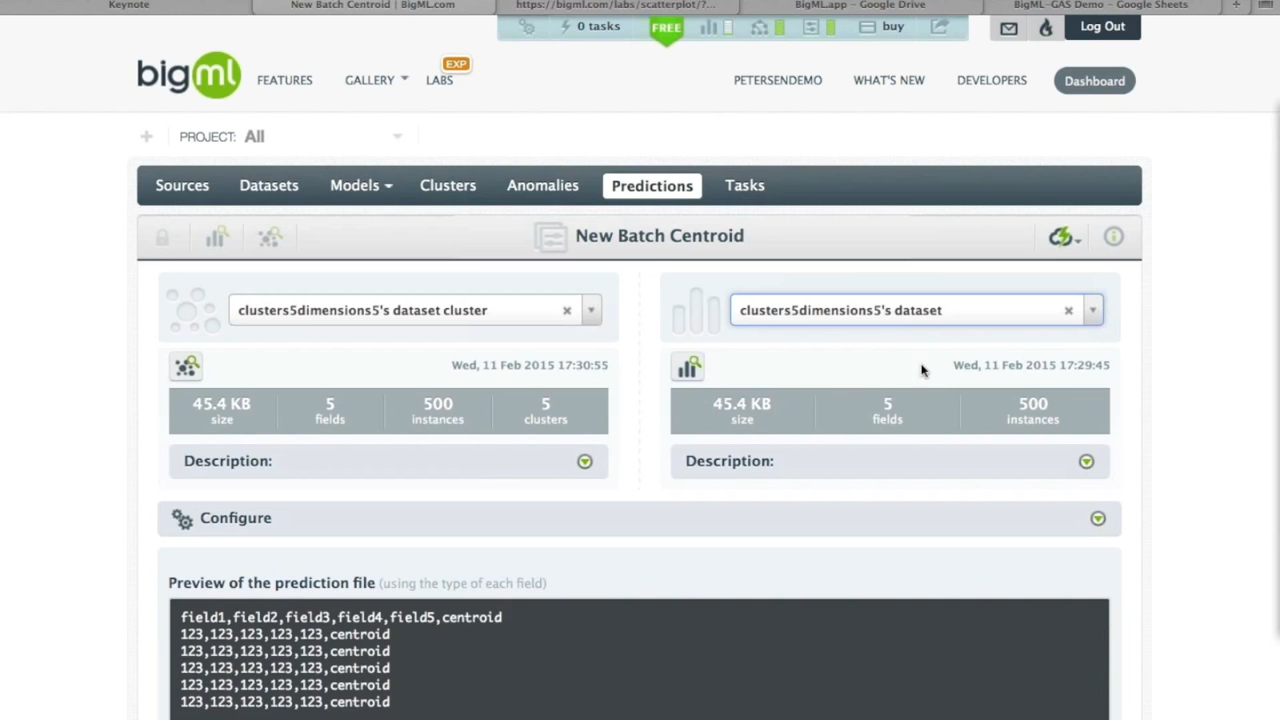 Keynote
New Batch Centroid | BigML.com
https://bigml.com/labs/scatterplot/?...
BigML.app - Google Drive
BigML-GAS Demo - Google Sheets
+
0 tasks
FREE
buy
Log Out
bigml
FEATURES
GALLERY
LABS
EXP
PETERSENDEMO
WHAT'S NEW
DEVELOPERS
Dashboard
PROJECT: All
Sources
Datasets
Models
Clusters
Anomalies
Predictions
Tasks
New Batch Centroid
clusters5dimensions5's dataset cluster
clusters5dimensions5's dataset
Wed, 11 Feb 2015 17:30:55
Wed, 11 Feb 2015 17:29:45
45.4 KB
size
5
fields
500
instances
5
clusters
45.4 KB
size
5
fields
500
instances
Description:
Description:
Configure
Preview of the prediction file (using the type of each field)
field1,field2,field3,field4,field5,centroid
123,123,123,123,123,centroid
123,123,123,123,123,centroid
123,123,123,123,123,centroid
123,123,123,123,123,centroid
123,123,123,123,123,centroid